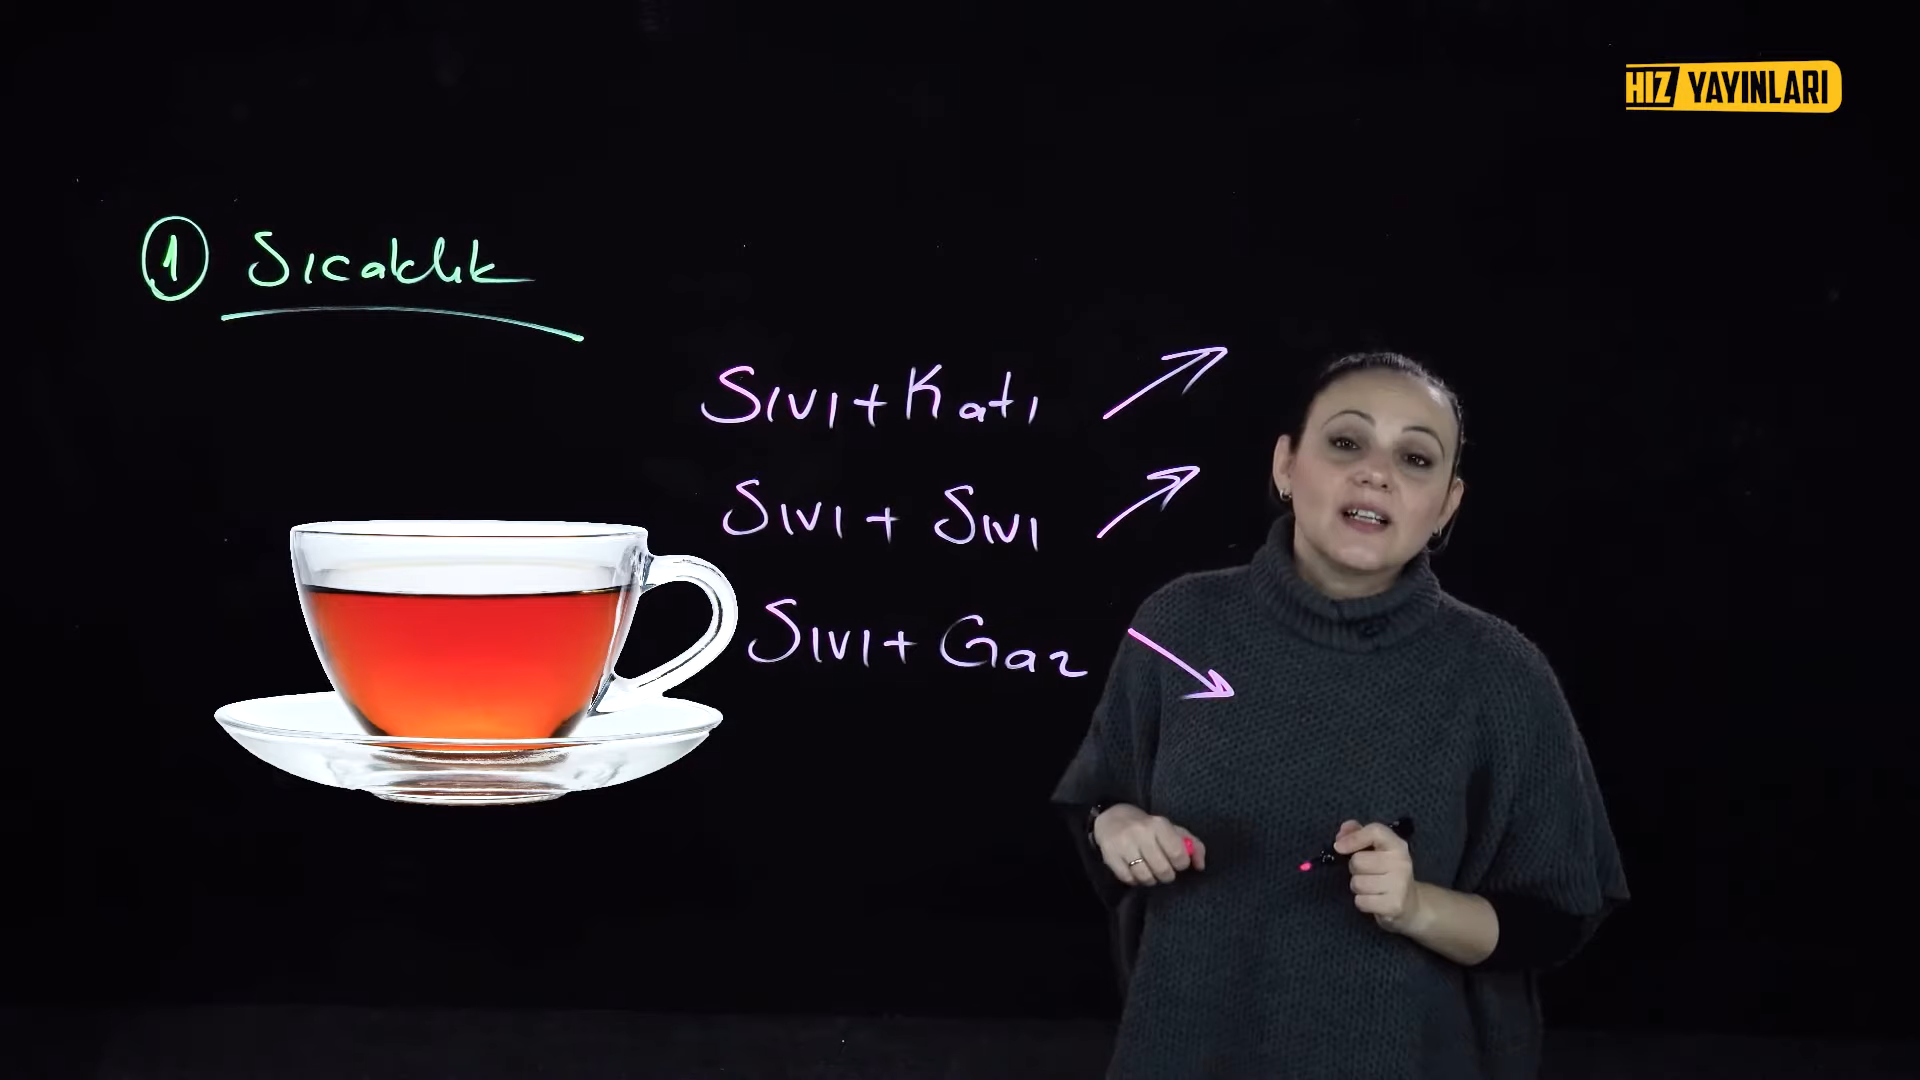 HIZ YAYINLARI
1 Sıcaklık
Sıvı + Katı
Sıvı + Sıvı
Sıvı + Gaz